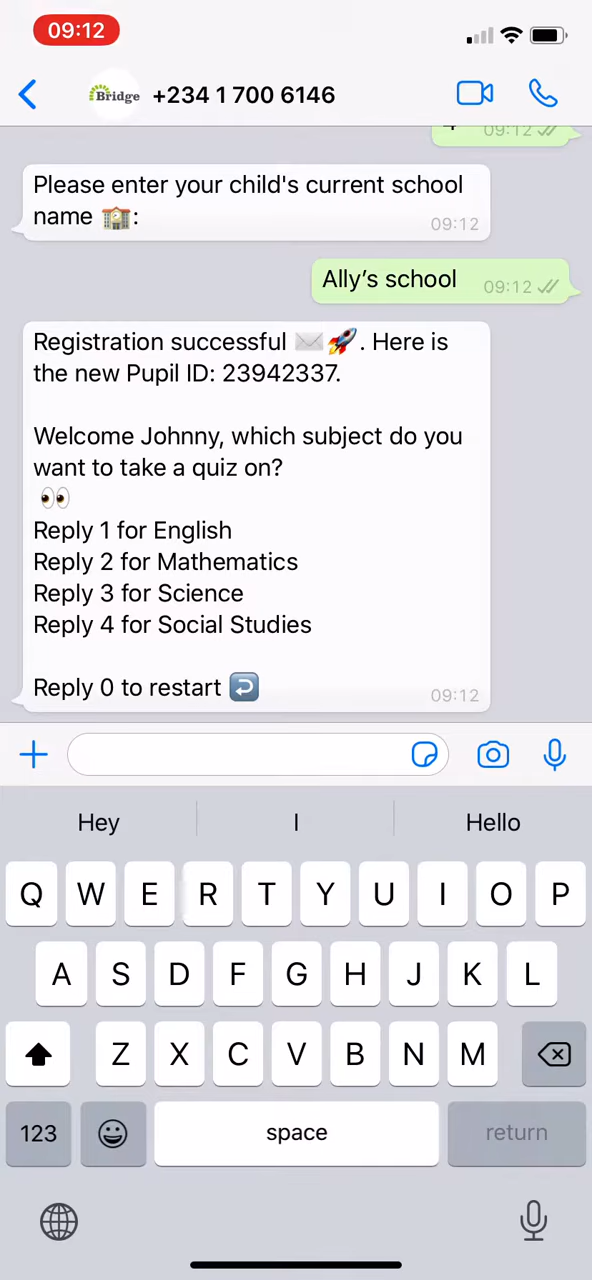 09:12
Bridge +234 1 700 6146
09:12
Please enter your child's current school
name 🏫:
09:12
Ally’s school 09:12
Registration successful ✉️🚀. Here is
the new Pupil ID: 23942337.
Welcome Johnny, which subject do you
want to take a quiz on?
👀
Reply 1 for English
Reply 2 for Mathematics
Reply 3 for Science
Reply 4 for Social Studies
Reply 0 to restart ↩️
09:12
Hey I Hello
Q W E R T Y U I O P
A S D F G H J K L
Z X C V B N M
123 space return